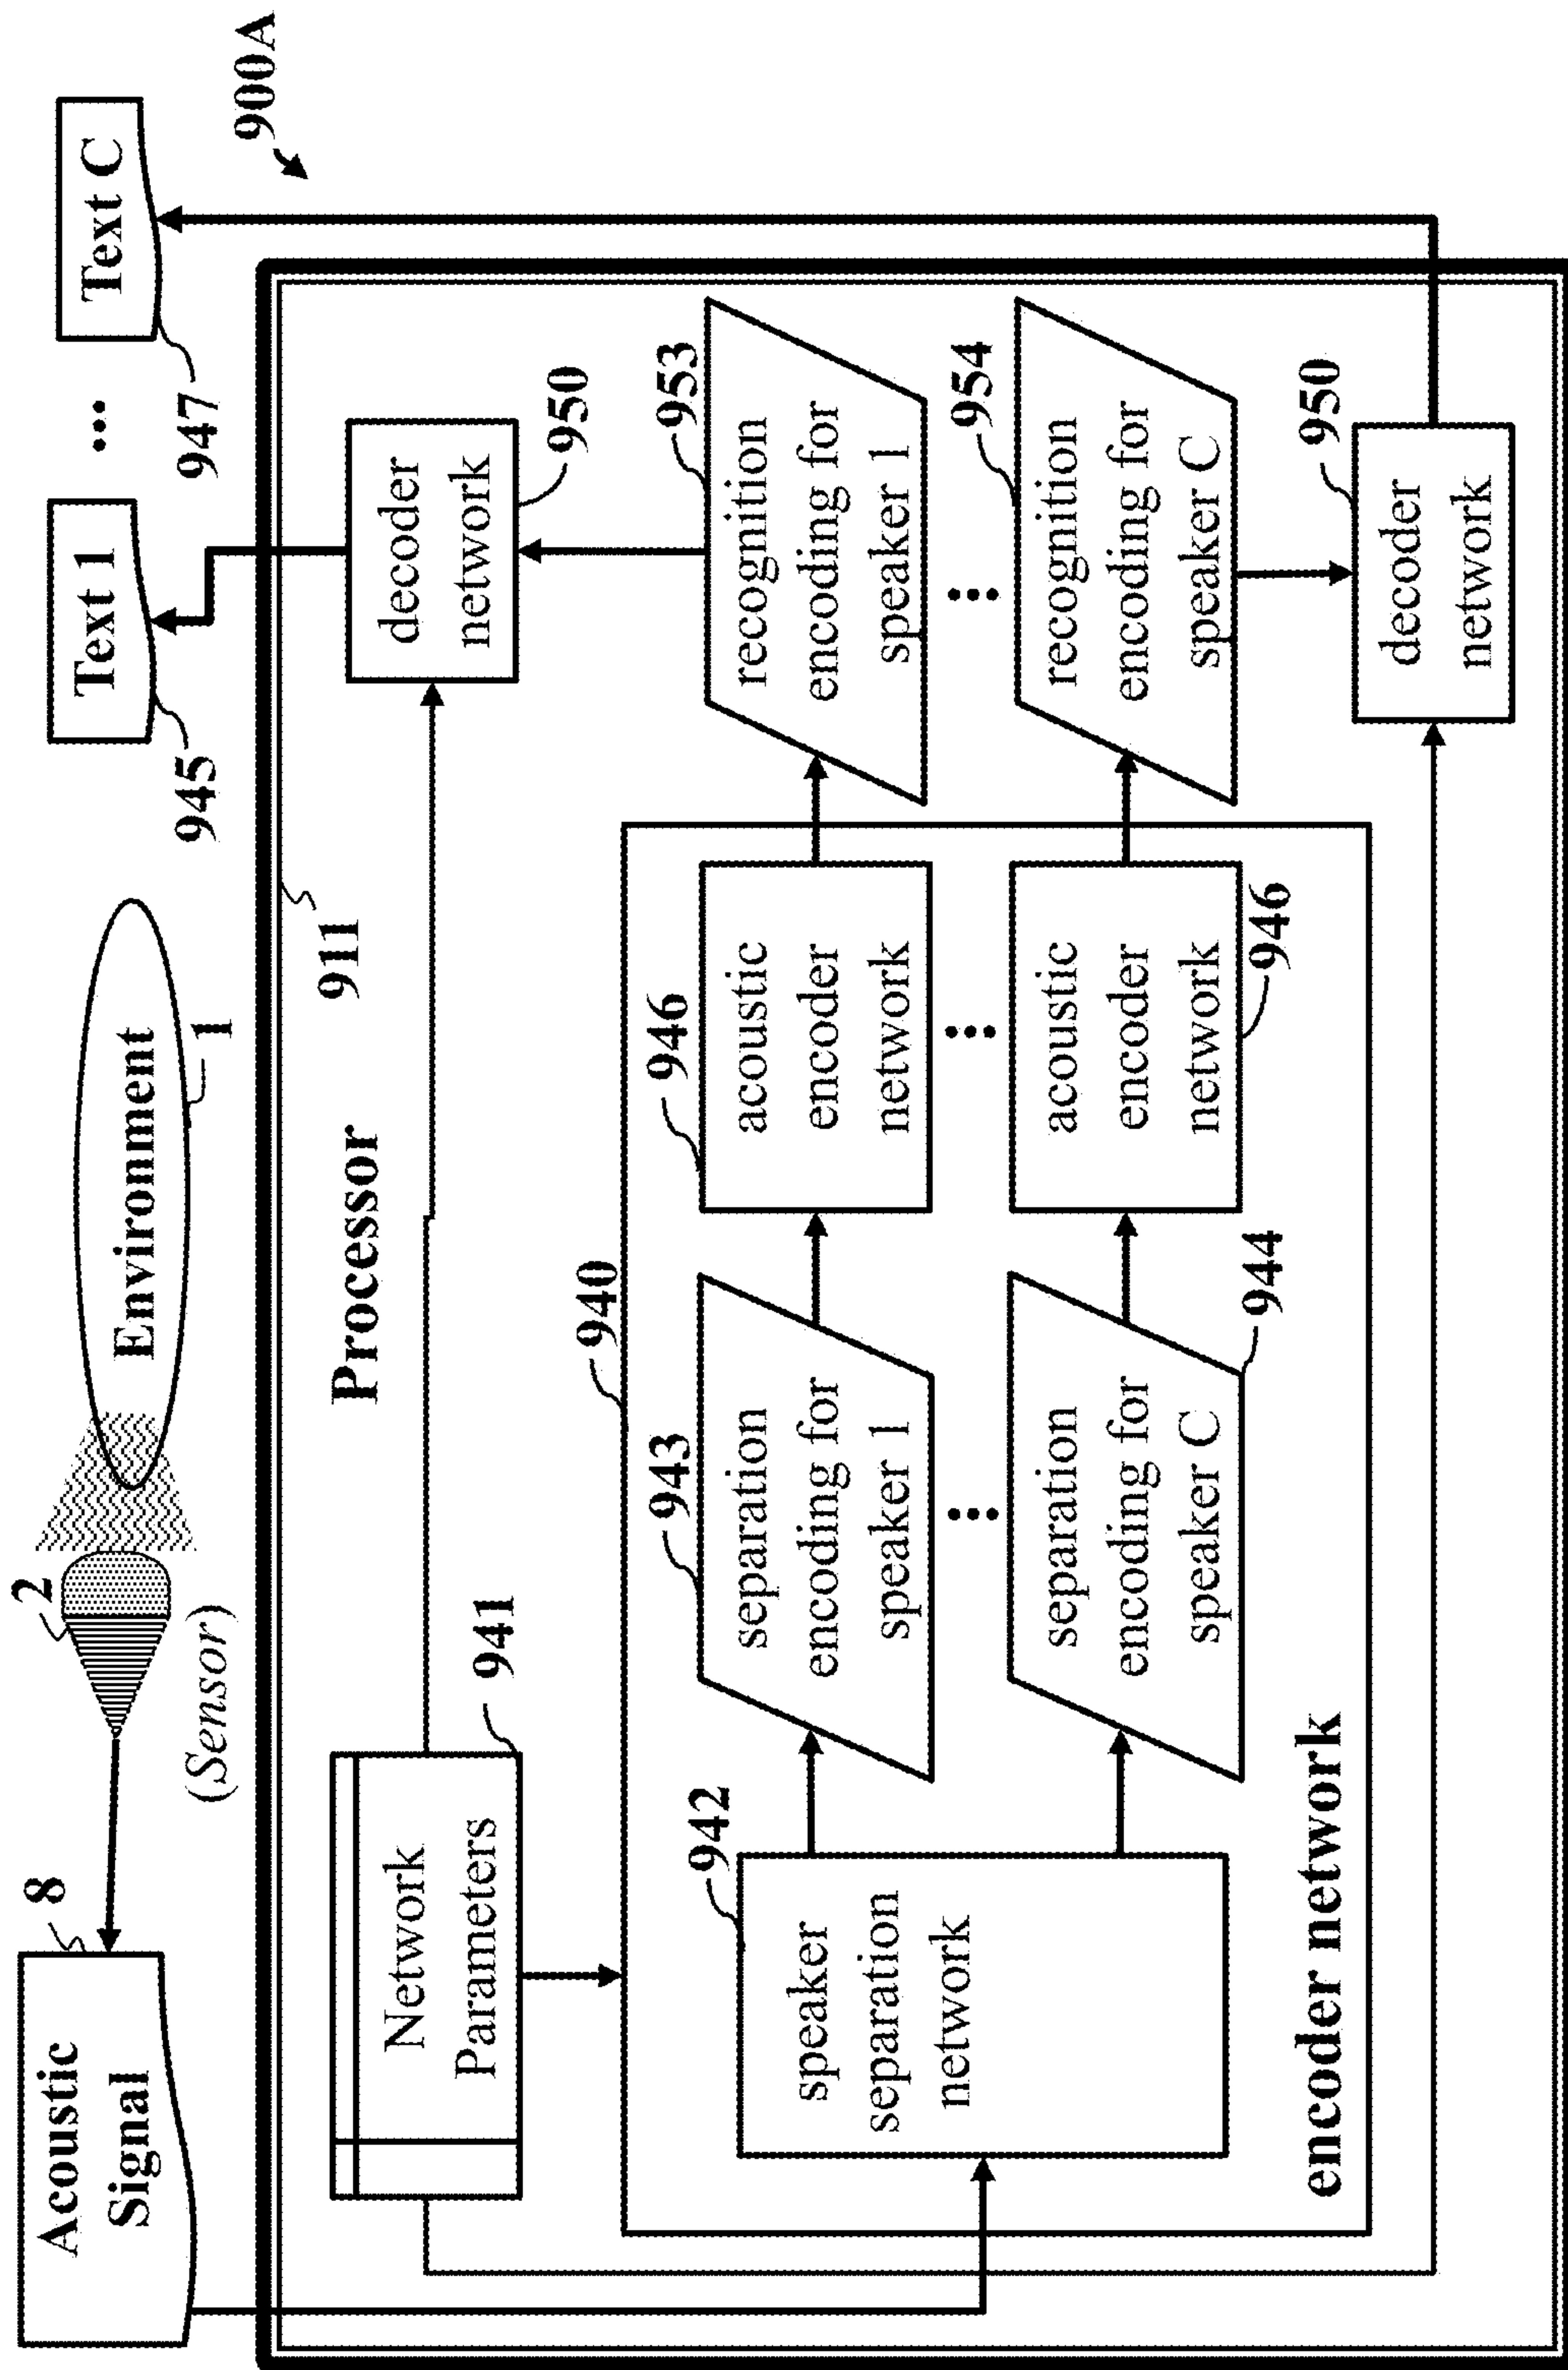 Acoustic
Signal
8
2
(Sensor)
Environment
1
Text 1
945
...
Text C
947
900A
Processor
911
Network
Parameters
941
decoder
network
950
940
942
speaker
separation
network
943
separation
encoding for
speaker 1
946
acoustic
encoder
network
953
recognition
encoding for
speaker 1
...
...
...
separation
encoding for
speaker C
944
acoustic
encoder
network
946
954
recognition
encoding for
speaker C
encoder network
950
decoder
network